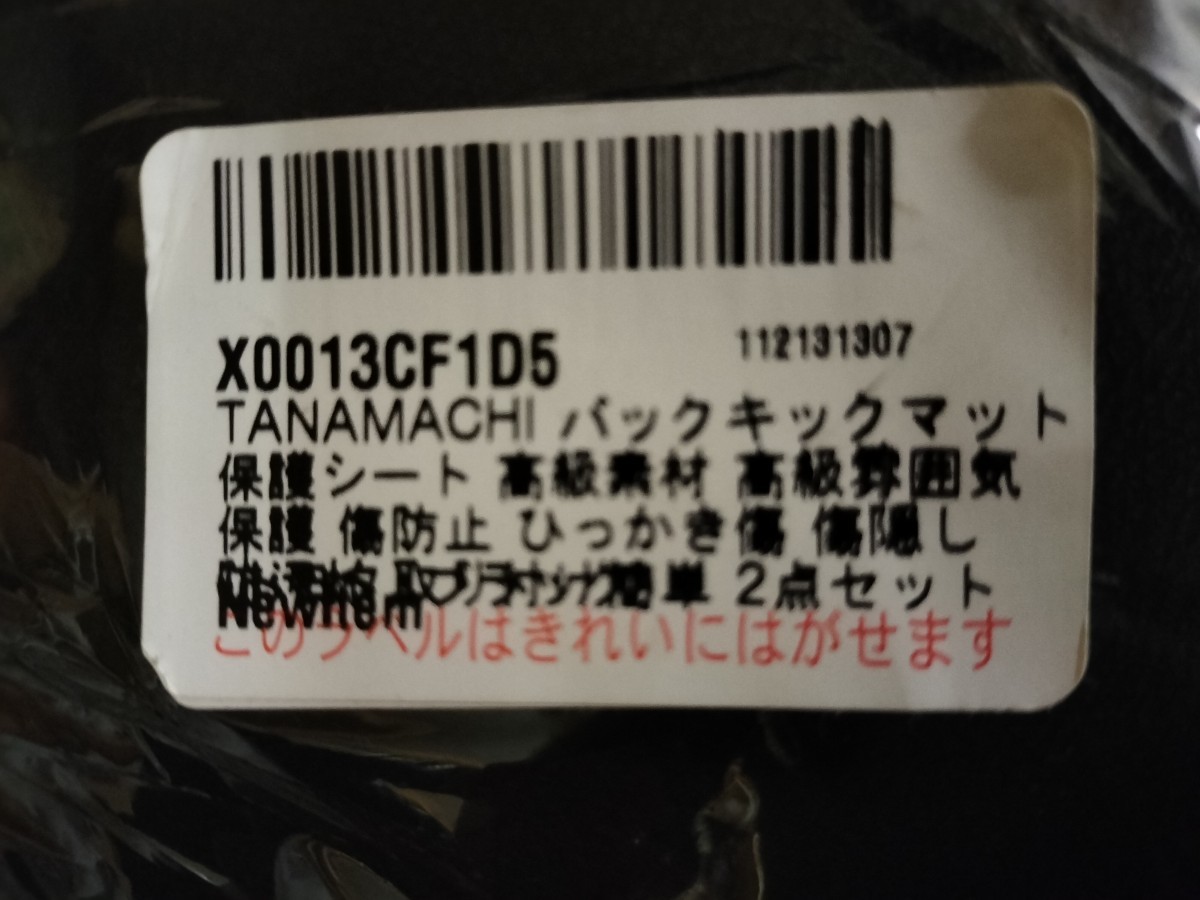 X0013CF1D5 112131307
TANAMACHI バックキックマット
保護シート 高級素材 高級雰囲気
保護 傷防止 ひっかき傷 傷隠し
簡単 2点セット
NewItem
このラベルはきれいにはがせます